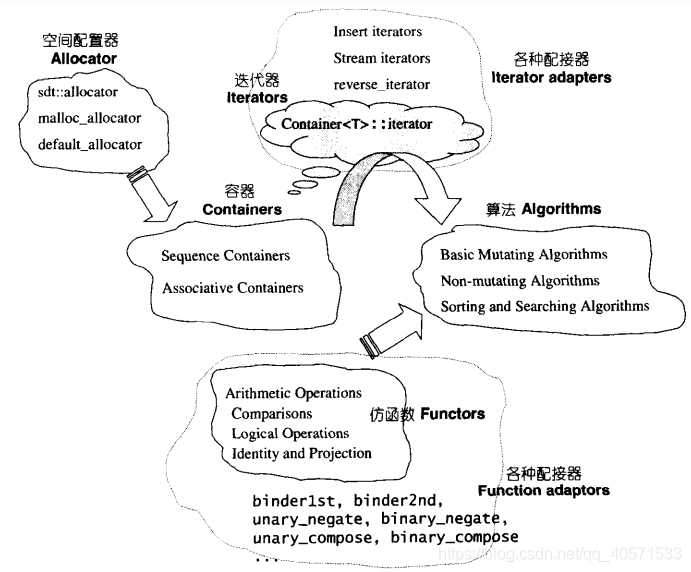 空间配置器
Allocator
sdt::allocator
malloc_allocator
default_allocator
Insert iterators
Stream iterators
reverse_iterator
迭代器
Iterators
Container<T>::iterator
各种配接器
Iterator adapters
容器
Containers
Sequence Containers
Associative Containers
算法 Algorithms
Basic Mutating Algorithms
Non-mutating Algorithms
Sorting and Searching Algorithms
Arithmetic Operations
Comparisons
Logical Operations
Identity and Projection
仿函数 Functors
各种配接器
Function adaptors
binder1st, binder2nd,
unary_negate, binary_negate,
unary_compose, binary_compose
...
https://blog.csdn.net/qq_40571533